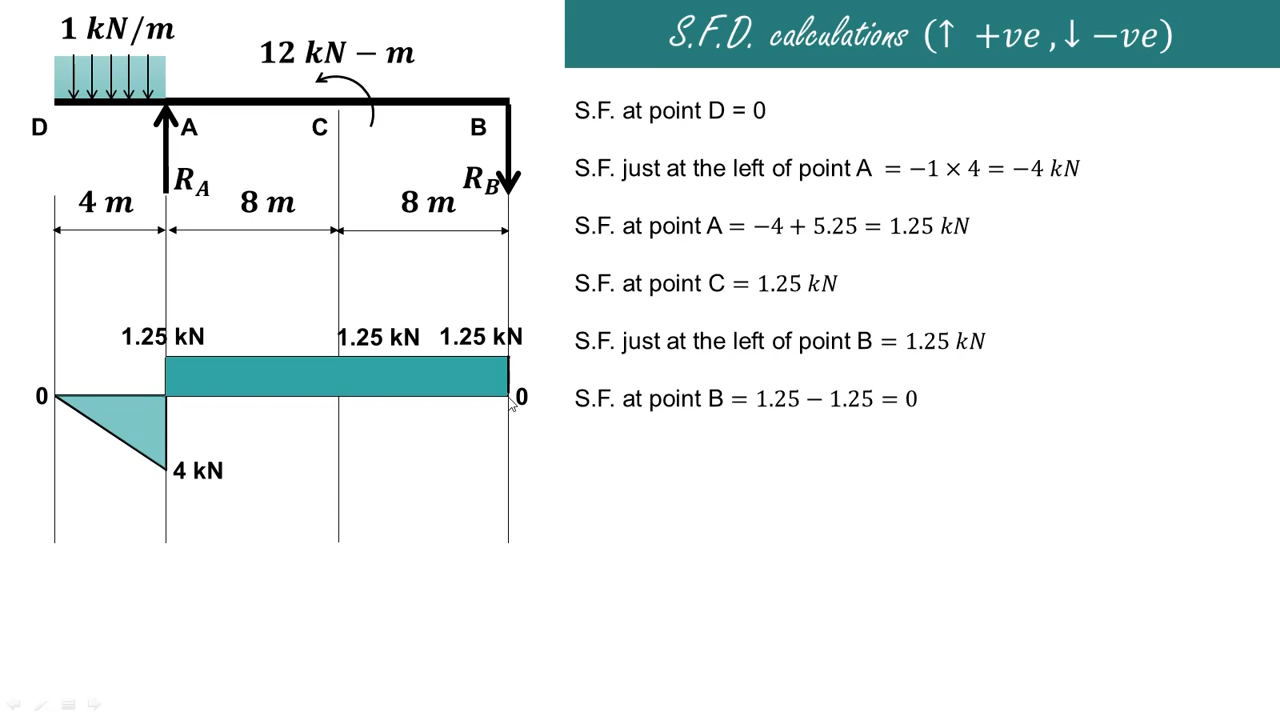 1 kN/m
12 kN − m
D
A
C
B
R_A
R_B
4 m
8 m
8 m
1.25 kN
1.25 kN
1.25 kN
0
0
4 kN
S.F.D. calculations (↑ +ve ,↓ −ve)
S.F. at point D = 0
S.F. just at the left of point A = −1 × 4 = −4 kN
S.F. at point A = −4 + 5.25 = 1.25 kN
S.F. at point C = 1.25 kN
S.F. just at the left of point B = 1.25 kN
S.F. at point B = 1.25 − 1.25 = 0